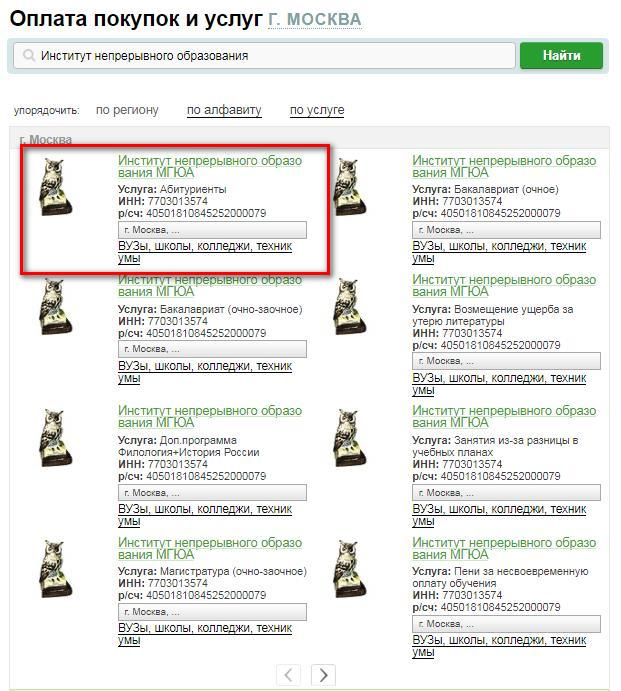 Оплата покупок и услуг Г. МОСКВА
Институт непрерывного образования
Найти
упорядочить: по региону по алфавиту по услуге
г. Москва
Институт непрерывного образо
вания МГЮА
Услуга: Абитуриенты
ИНН: 7703013574
р/сч: 40501810845252000079
г. Москва, ...
ВУЗы, школы, колледжи, техник
умы
Институт непрерывного образо
вания МГЮА
Услуга: Бакалавриат (очное)
ИНН: 7703013574
р/сч: 40501810845252000079
г. Москва, ...
ВУЗы, школы, колледжи, техник
умы
Институт непрерывного образо
вания МГЮА
Услуга: Бакалавриат (очно-заочное)
ИНН: 7703013574
р/сч: 40501810845252000079
г. Москва, ...
ВУЗы, школы, колледжи, техник
умы
Институт непрерывного образо
вания МГЮА
Услуга: Возмещение ущерба за
утерю литературы
ИНН: 7703013574
р/сч: 40501810845252000079
г. Москва, ...
ВУЗы, школы, колледжи, техник
умы
Институт непрерывного образо
вания МГЮА
Услуга: Доп.программа
Филология+История России
ИНН: 7703013574
р/сч: 40501810845252000079
г. Москва, ...
ВУЗы, школы, колледжи, техник
умы
Институт непрерывного образо
вания МГЮА
Услуга: Занятия из-за разницы в
учебных планах
ИНН: 7703013574
р/сч: 40501810845252000079
г. Москва, ...
ВУЗы, школы, колледжи, техник
умы
Институт непрерывного образо
вания МГЮА
Услуга: Магистратура (очно-заочное)
ИНН: 7703013574
р/сч: 40501810845252000079
г. Москва, ...
ВУЗы, школы, колледжи, техник
умы
Институт непрерывного образо
вания МГЮА
Услуга: Пени за несвоевременную
оплату обучения
ИНН: 7703013574
р/сч: 40501810845252000079
г. Москва, ...
ВУЗы, школы, колледжи, техник
умы